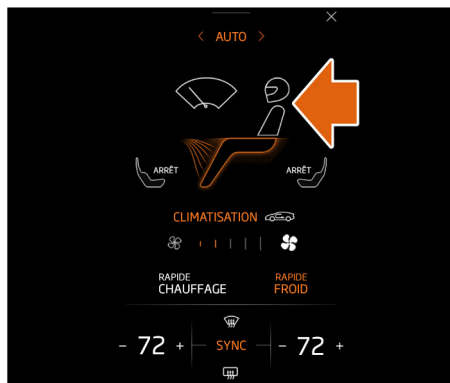 < AUTO >
ARRÊT
ARRÊT
CLIMATISATION
RAPIDE
CHAUFFAGE
RAPIDE
FROID
- 72 + SYNC - 72 +